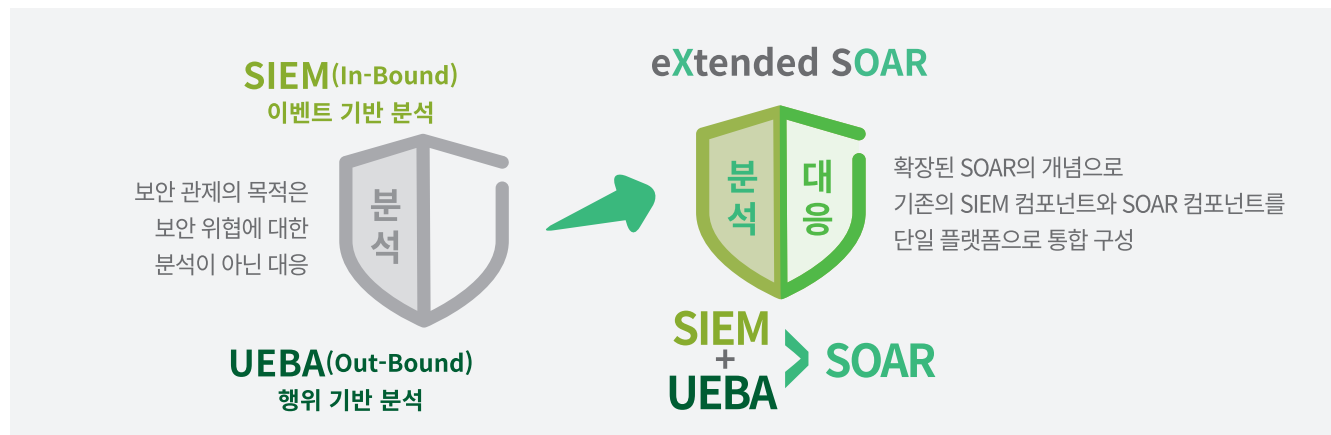 SIEM(In-Bound)
이벤트 기반 분석
보안 관제의 목적은
보안 위협에 대한
분석이 아닌 대응
분
석
UEBA(Out-Bound)
행위 기반 분석
eXtended SOAR
분
석
대
응
확장된 SOAR의 개념으로
기존의 SIEM 컴포넌트와 SOAR 컴포넌트를
단일 플랫폼으로 통합 구성
SIEM
+
UEBA
SOAR